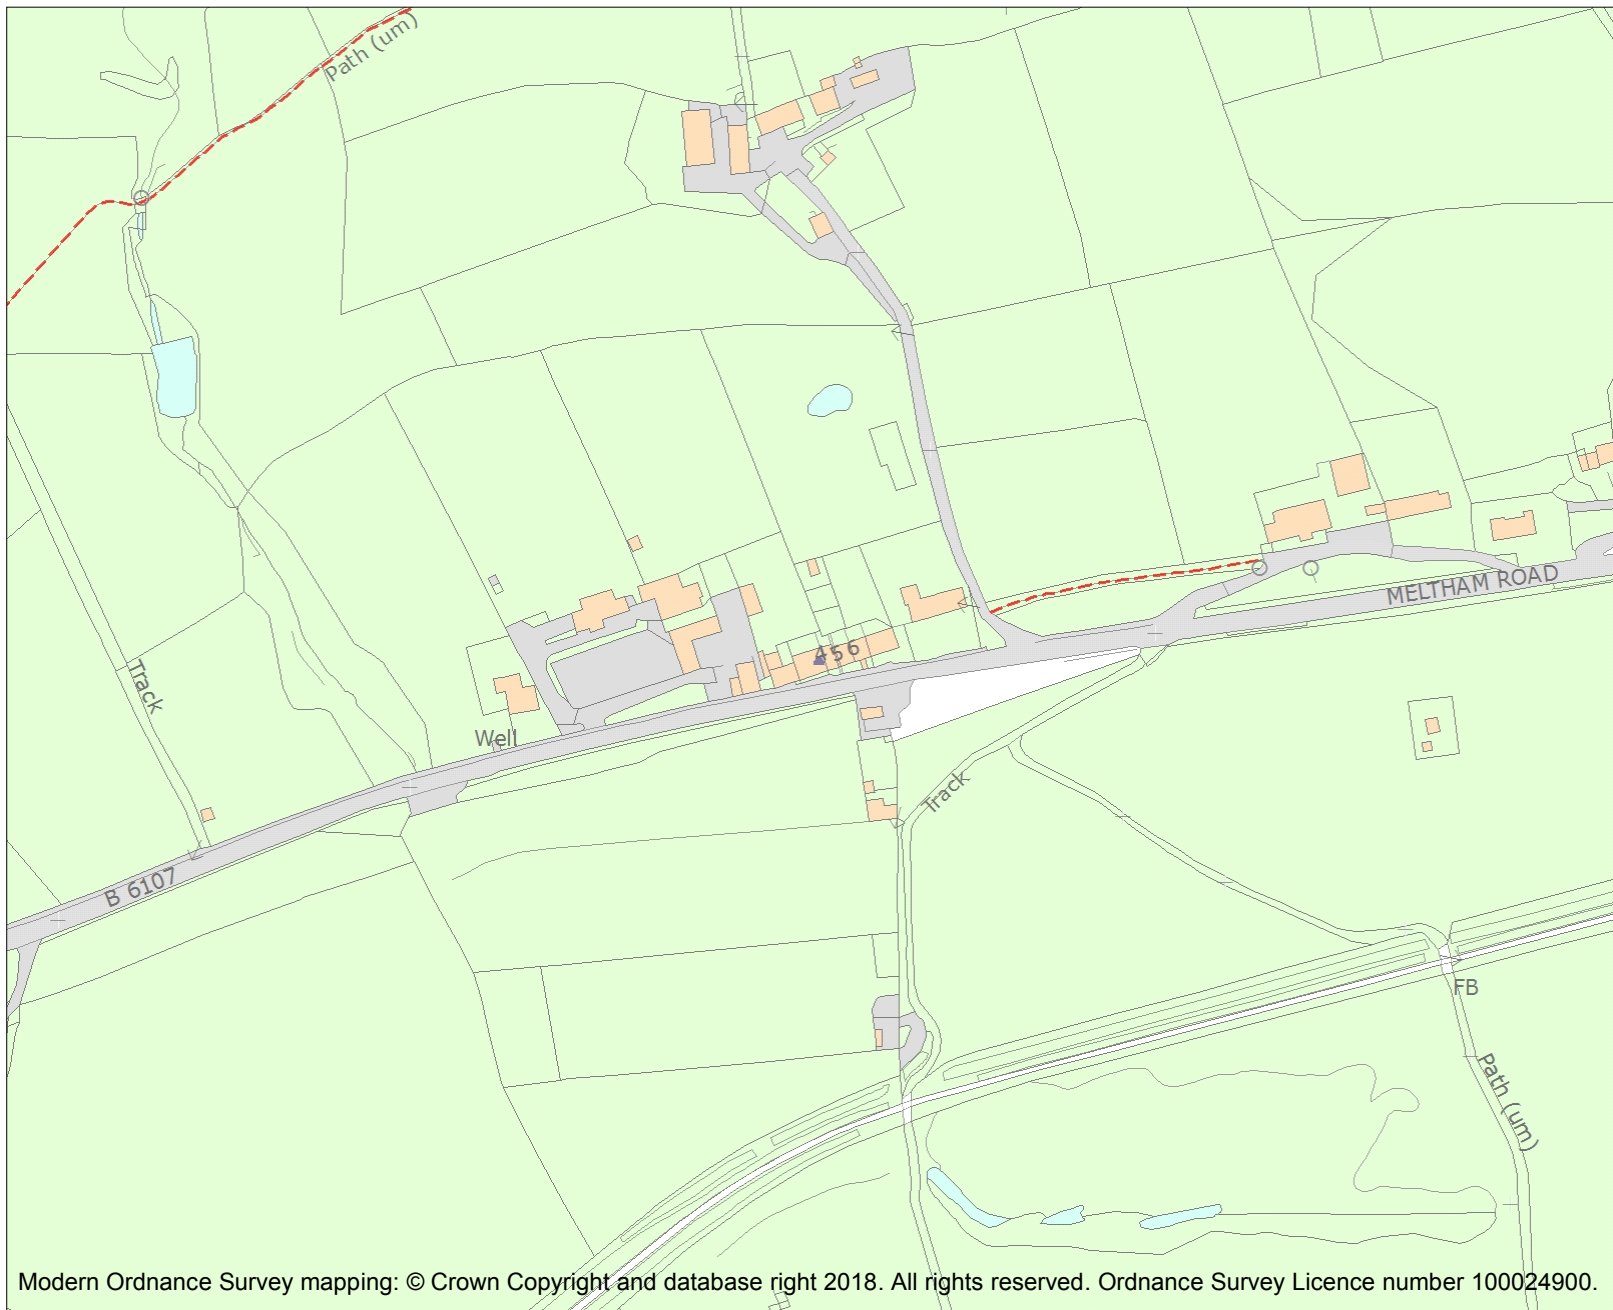 Path (um)
MELTHAM ROAD
456
Track
Well
Track
B 6107
FB
Path (um)
Modern Ordnance Survey mapping: © Crown Copyright and database right 2018. All rights reserved. Ordnance Survey Licence number 100024900.